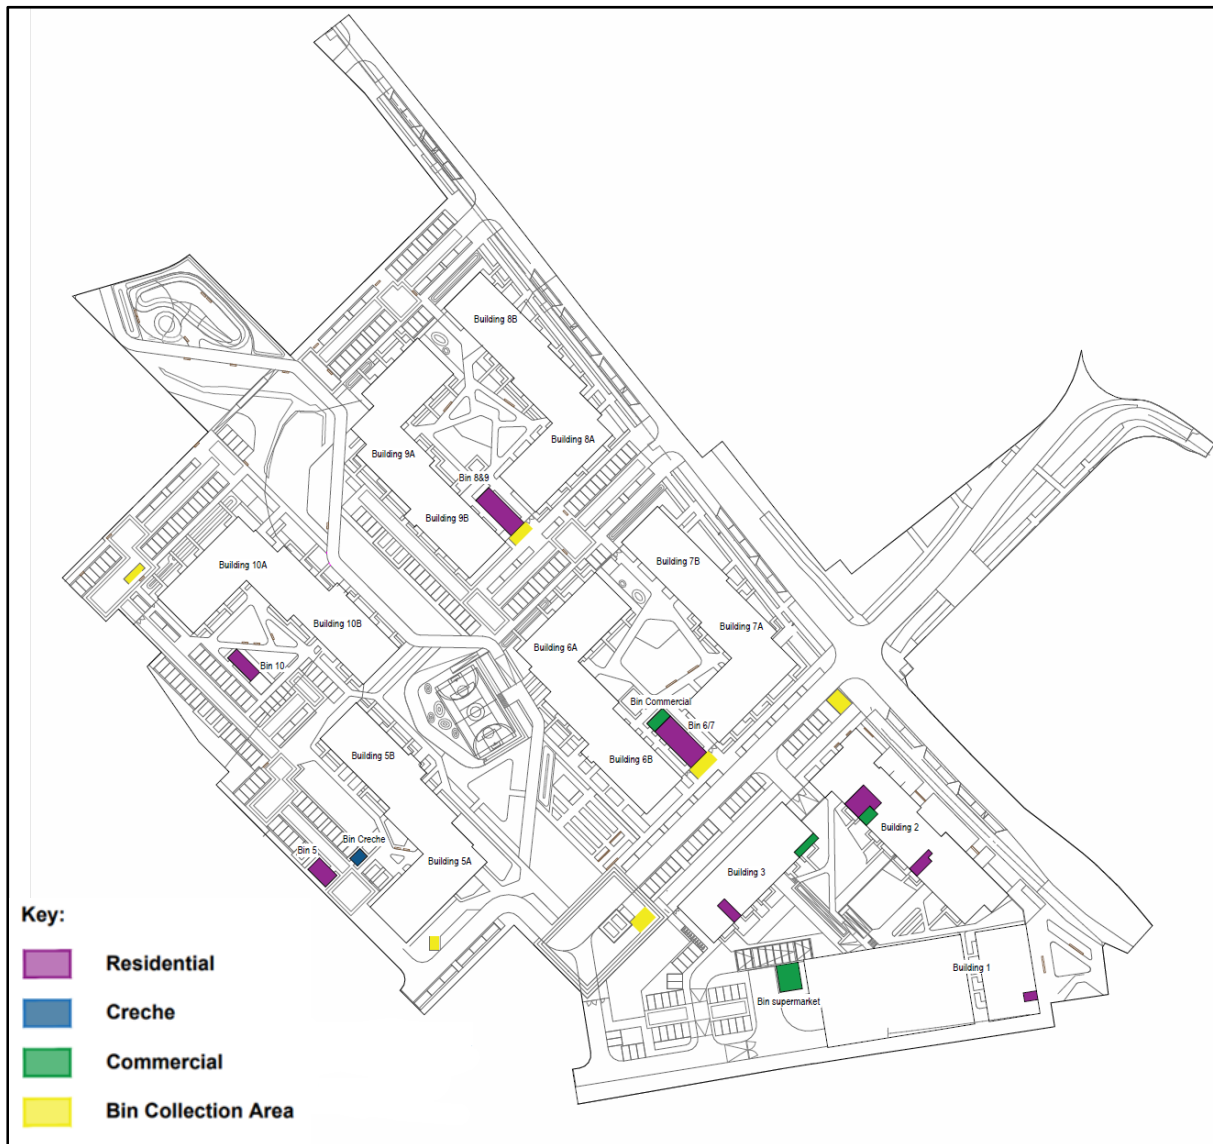 Building 8B
Building 8A
Building 9A
Bin 8&9
Building 9B
Building 10A
Building 7B
Building 10B
Building 7A
Building 6A
Bin 10
Bin Commercial
Bin 6/7
Building 5B
Building 6B
Building 2
Bin Creche
Bin 5
Building 5A
Building 3
Building 1
Bin supermarket
Key:
Residential
Creche
Commercial
Bin Collection Area